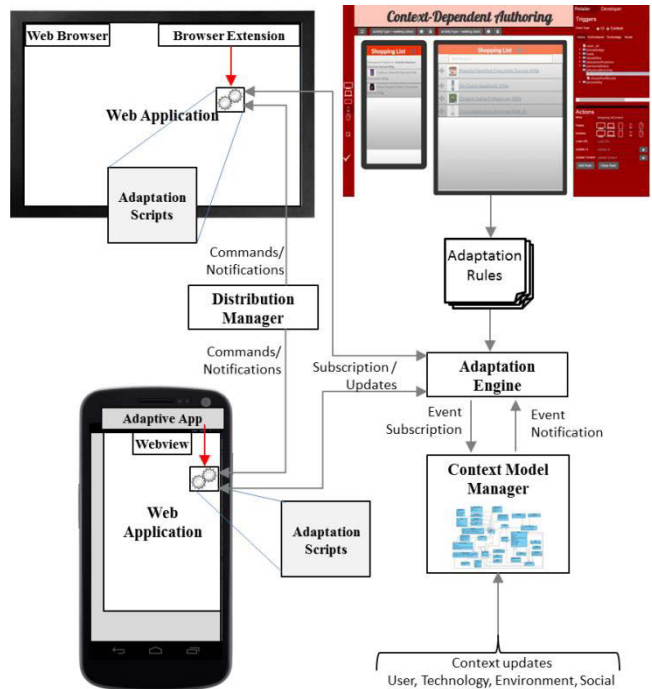 Web Browser
Browser Extension
Web Application
Adaptation
Scripts
Context-Dependent Authoring
Shopping List
Shopping List
Retailer
Developer
Triggers
Actions
Commands/
Notifications
Distribution
Manager
Commands/
Notifications
Adaptation
Rules
Subscription /
Updates
Adaptation
Engine
Event
Subscription
Event
Notification
Context Model
Manager
Adaptive App
Webview
Web
Application
Adaptation
Scripts
Context updates
User, Technology, Environment, Social